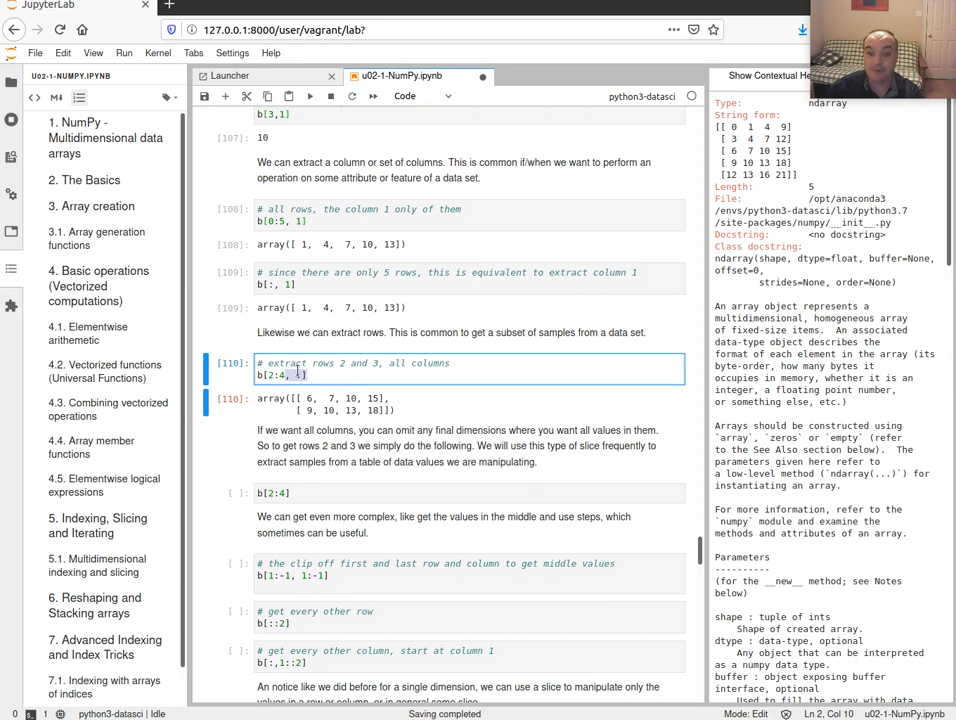 JupyterLab
127.0.0.1:8000/user/vagrant/lab?
File Edit View Run Kernel Tabs Settings Help
U02-1-NUMPY.IPYNB
1. NumPy -
Multidimensional data
arrays
2. The Basics
3. Array creation
3.1. Array generation
functions
4. Basic operations
(Vectorized
computations)
4.1. Elementwise
arithemetic
4.2. Vectorized functions
(Universal Functions)
4.3. Combining vectorized
operations
4.4. Array member
functions
4.5. Elementwise logical
expressions
5. Indexing, Slicing
and Iterating
5.1. Multidimensional
indexing and slicing
6. Reshaping and
Stacking arrays
7. Advanced Indexing
and Index Tricks
7.1. Indexing with arrays
of indices
Launcher
u02-1-NumPy.ipynb
Code
python3-datasci
b[3,1]
[107]: 10
We can extract a column or set of columns. This is common if/when we want to perform an
operation on some attribute or feature of a data set.
[108]: # all rows, the column 1 only of them
b[0:5, 1]
[108]: array([ 1, 4, 7, 10, 13])
[109]: # since there are only 5 rows, this is equivalent to extract column 1
b[:, 1]
[109]: array([ 1, 4, 7, 10, 13])
Likewise we can extract rows. This is common to get a subset of samples from a data set.
[110]: # extract rows 2 and 3, all columns
b[2:4, :]
[110]: array([[ 6, 7, 10, 15],
[ 9, 10, 13, 18]])
If we want all columns, you can omit any final dimensions where you want all values in them.
So to get rows 2 and 3 we simply do the following. We will use this type of slice frequently to
extract samples from a table of data values we are manipulating.
[ ]: b[2:4]
We can get even more complex, like get the values in the middle and use steps, which
sometimes can be useful.
[ ]: # the clip off first and last row and column to get middle values
b[1:-1, 1:-1]
[ ]: # get every other row
b[::2]
[ ]: # get every other column, start at column 1
b[:,1::2]
An notice like we did before for a single dimension, we can use a slice to manipulate only the
values in a row or column, or in general some slice.
Show Contextual He
Type: ndarray
String form:
[[ 0 1 4 9]
[ 3 4 7 12]
[ 6 7 10 15]
[ 9 10 13 18]
[12 13 16 21]]
Length: 5
File: /opt/anaconda3
/envs/python3-datasci/lib/python3.7
/site-packages/numpy/__init__.py
Docstring: <no docstring>
Class docstring:
ndarray(shape, dtype=float, buffer=None,
offset=0,
strides=None, order=None)
An array object represents a
multidimensional, homogeneous array
of fixed-size items. An associated
data-type object describes the
format of each element in the array (its
byte-order, how many bytes it
occupies in memory, whether it is an
integer, a floating point number,
or something else, etc.)
Arrays should be constructed using
`array`, `zeros` or `empty` (refer
to the See Also section below). The
parameters given here refer to
a low-level method (`ndarray(...)`) for
instantiating an array.
For more information, refer to the
`numpy` module and examine the
methods and attributes of an array.
Parameters
----------
(for the __new__ method; see Notes
below)
shape : tuple of ints
Shape of created array.
dtype : data-type, optional
Any object that can be interpreted
as a numpy data type.
buffer : object exposing buffer
interface, optional
Used to fill the array with data
0 1 python3-datasci | Idle Saving completed Mode: Edit Ln 2, Col 10 u02-1-NumPy.ipynb